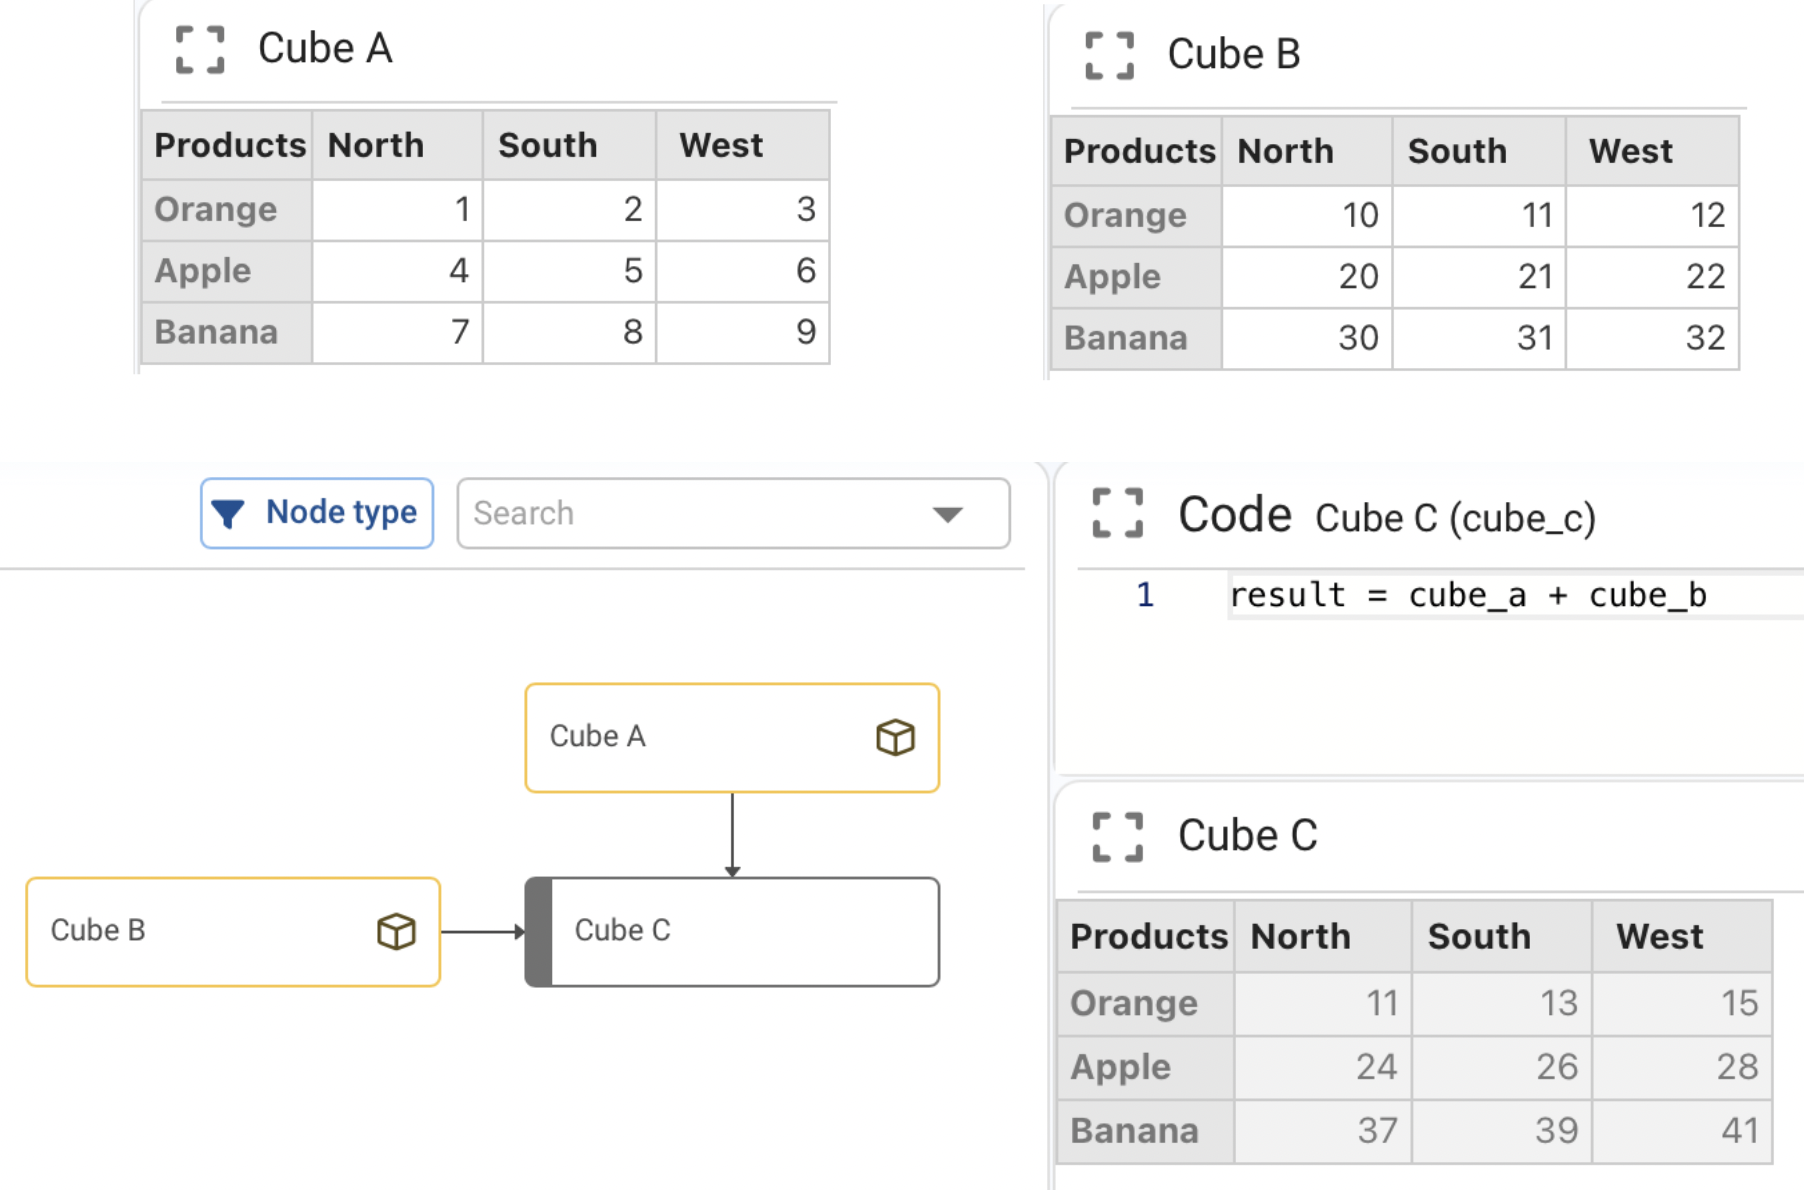 Cube A
Products North South West
Orange 1 2 3
Apple 4 5 6
Banana 7 8 9
Cube B
Products North South West
Orange 10 11 12
Apple 20 21 22
Banana 30 31 32
Node type Search
Cube A
Cube B
Cube C
Code Cube C (cube_c)
1 result = cube_a + cube_b
Cube C
Products North South West
Orange 11 13 15
Apple 24 26 28
Banana 37 39 41